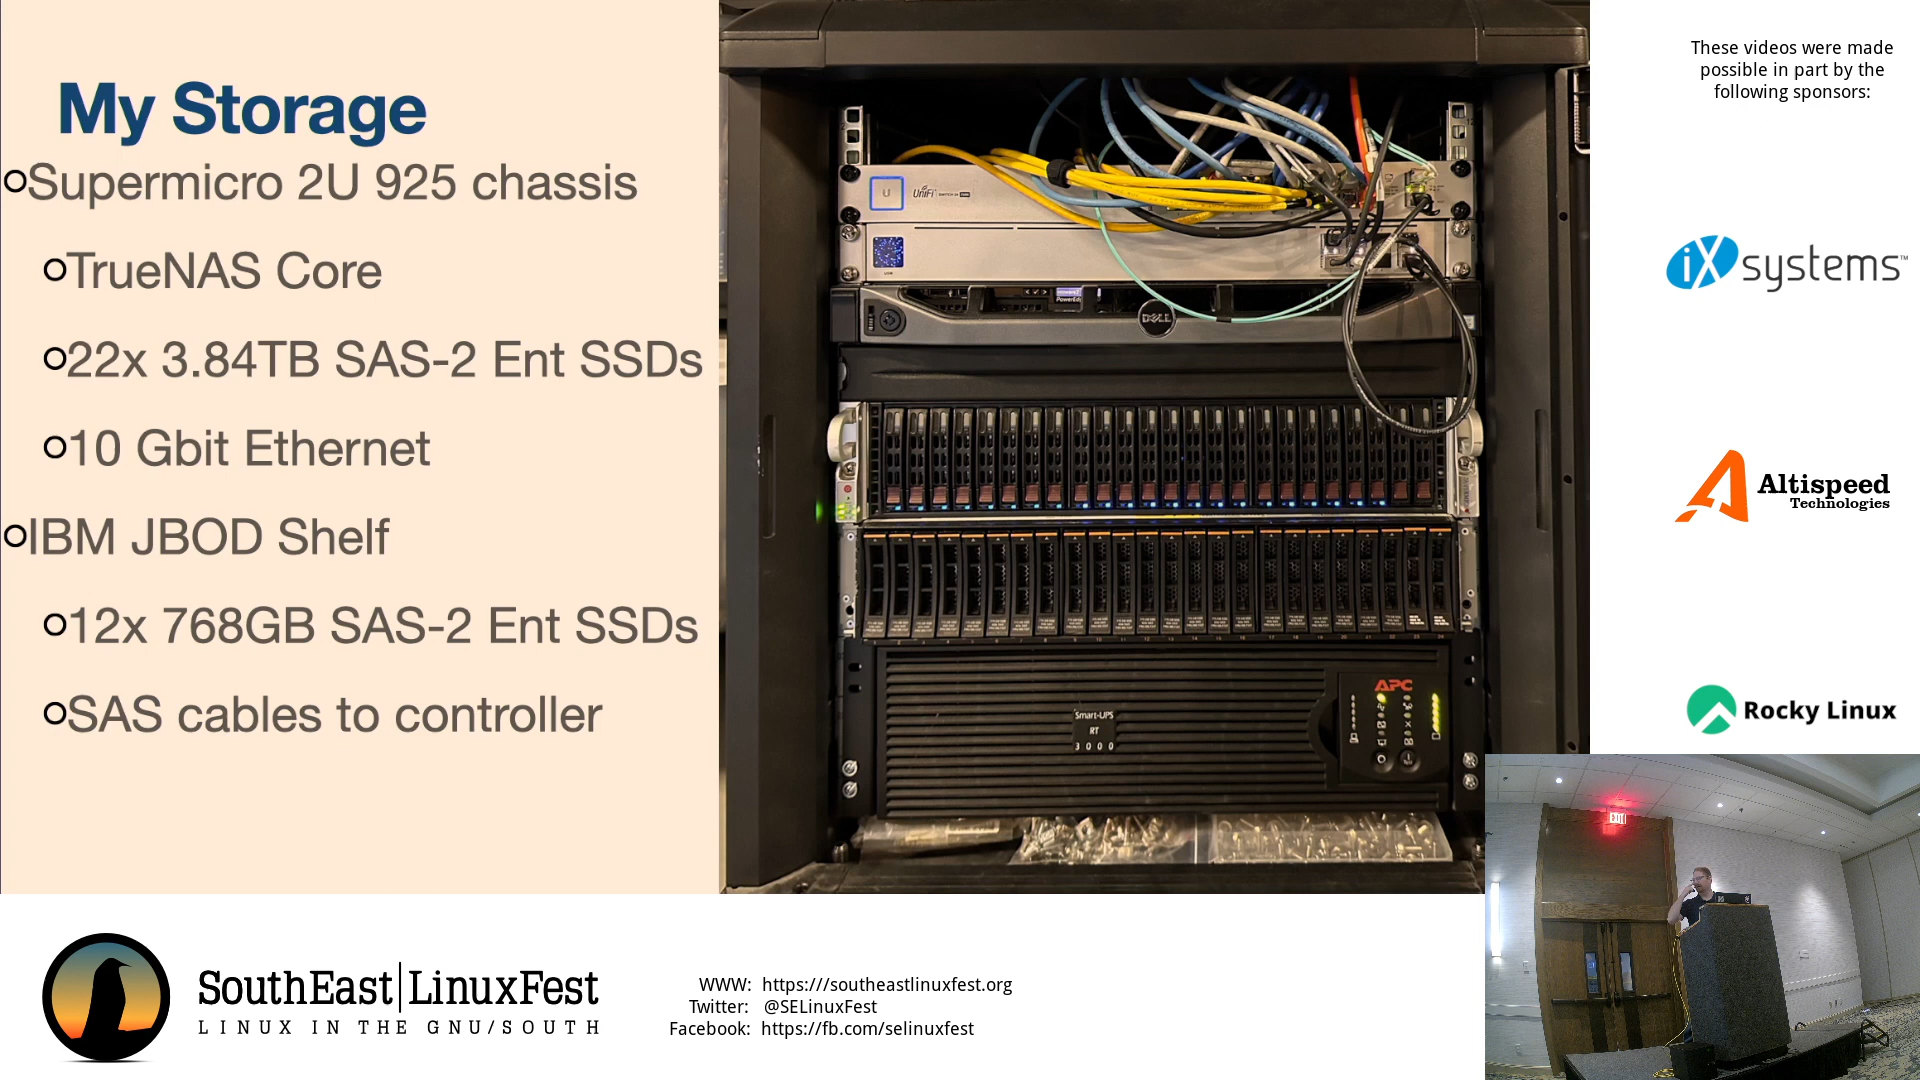 My Storage
Supermicro 2U 925 chassis
TrueNAS Core
22x 3.84TB SAS-2 Ent SSDs
10 Gbit Ethernet
IBM JBOD Shelf
12x 768GB SAS-2 Ent SSDs
SAS cables to controller
U
UniFi
DELL
APC
Smart-UPS
RT
3000
These videos were made
possible in part by the
following sponsors:
iXsystems™
Altispeed
Technologies
Rocky Linux
EXIT
SouthEast|LinuxFest
LINUX IN THE GNU/SOUTH
WWW: https:///southeastlinuxfest.org
Twitter: @SELinuxFest
Facebook: https://fb.com/selinuxfest